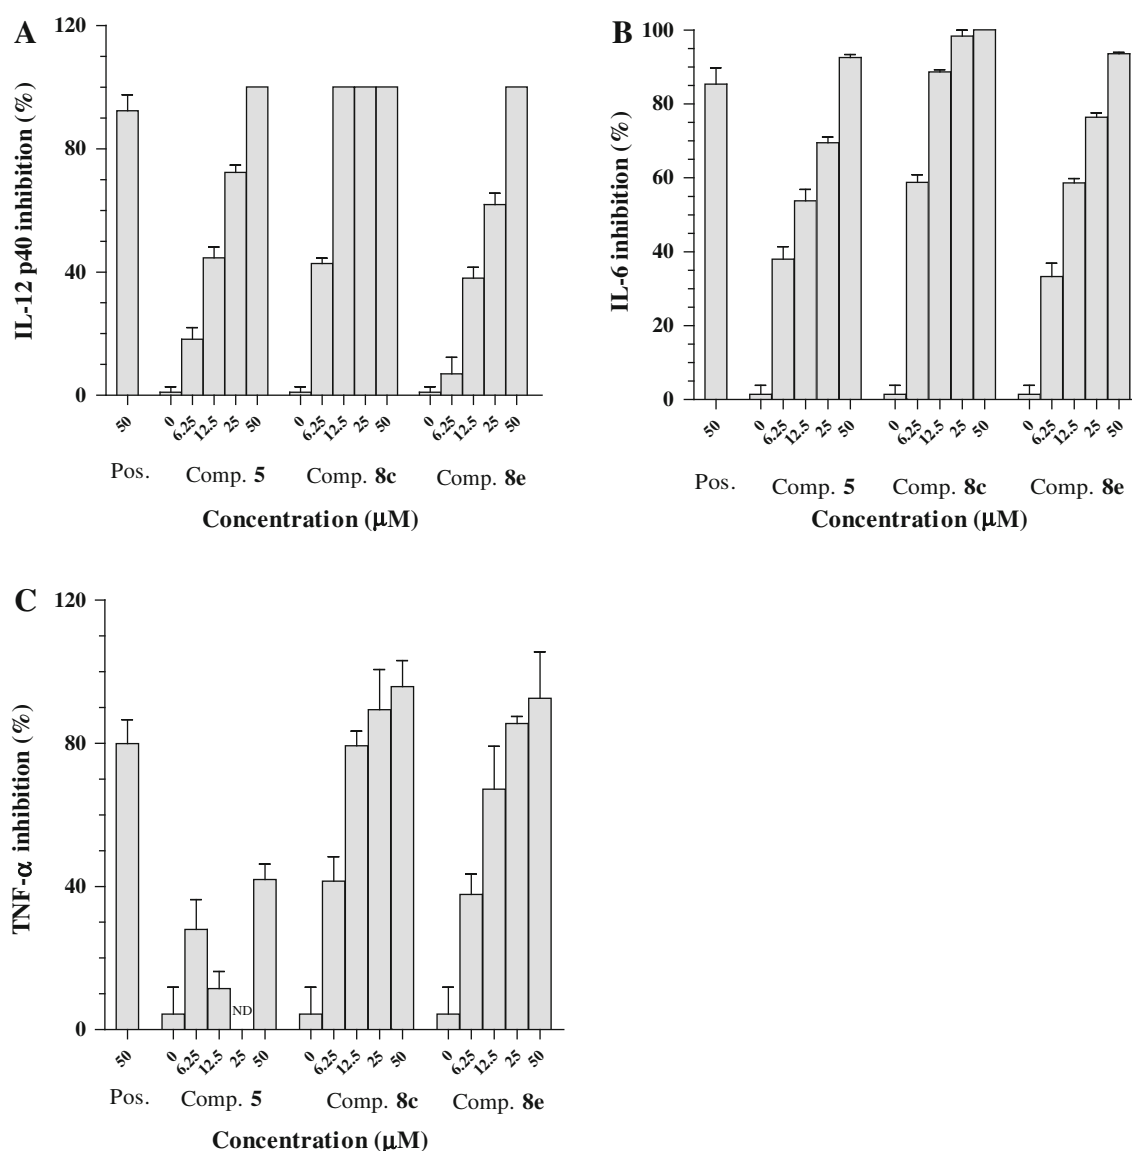 A
IL-12 p40 inhibition (%)
120
80
40
0
50 0 6.25 12.5 25 50 0 6.25 12.5 25 50 0 6.25 12.5 25 50
Pos. Comp. 5 Comp. 8c Comp. 8e
Concentration (μM)
B
IL-6 inhibition (%)
100
80
60
40
20
0
50 0 6.25 12.5 25 50 0 6.25 12.5 25 50 0 6.25 12.5 25 50
Pos. Comp. 5 Comp. 8c Comp. 8e
Concentration (μM)
C
TNF-α inhibition (%)
120
80
40
0
ND
50 0 6.25 12.5 25 50 0 6.25 12.5 25 50 0 6.25 12.5 25 50
Pos. Comp. 5 Comp. 8c Comp. 8e
Concentration (μM)